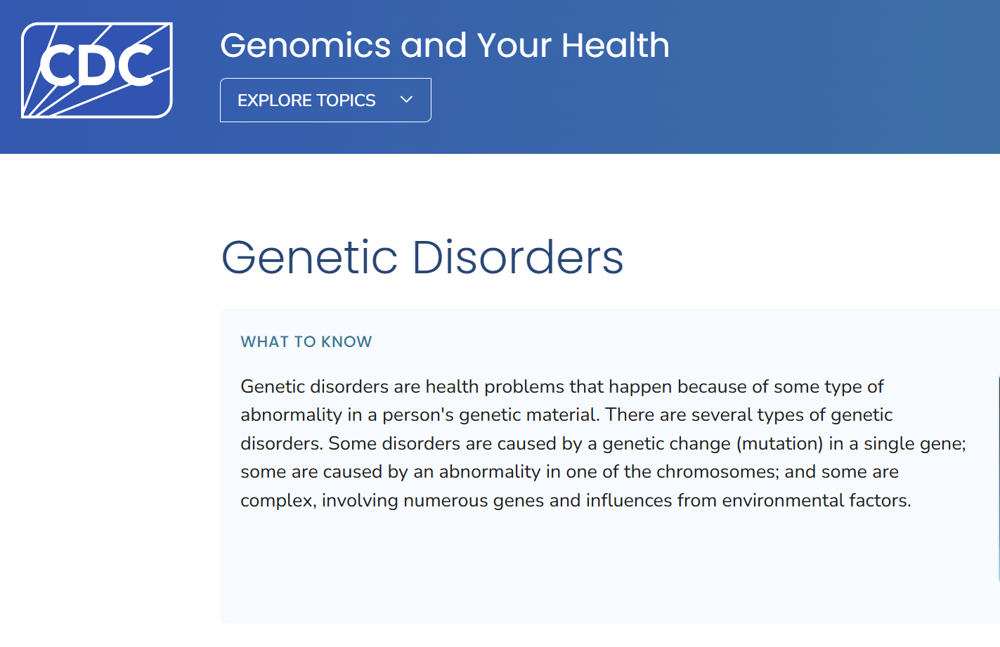 CDC
Genomics and Your Health
EXPLORE TOPICS
Genetic Disorders
WHAT TO KNOW
Genetic disorders are health problems that happen because of some type of
abnormality in a person's genetic material. There are several types of genetic
disorders. Some disorders are caused by a genetic change (mutation) in a single gene;
some are caused by an abnormality in one of the chromosomes; and some are
complex, involving numerous genes and influences from environmental factors.